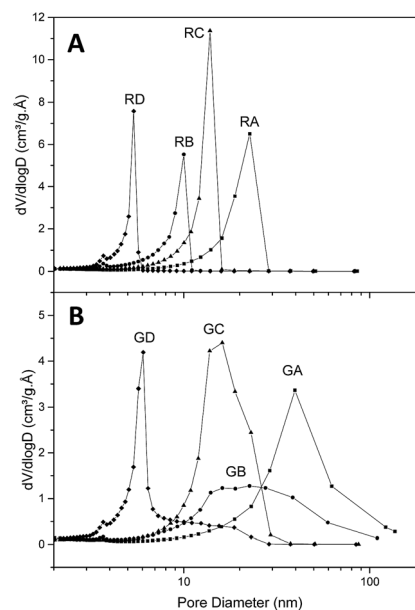 A
dV/dlogD (cm³/g.Å)
12
10
8
6
4
2
0
RC
RD
RA
RB
B
dV/dlogD (cm³/g.Å)
5
4
3
2
1
0
GD
GC
GA
GB
10
100
Pore Diameter (nm)